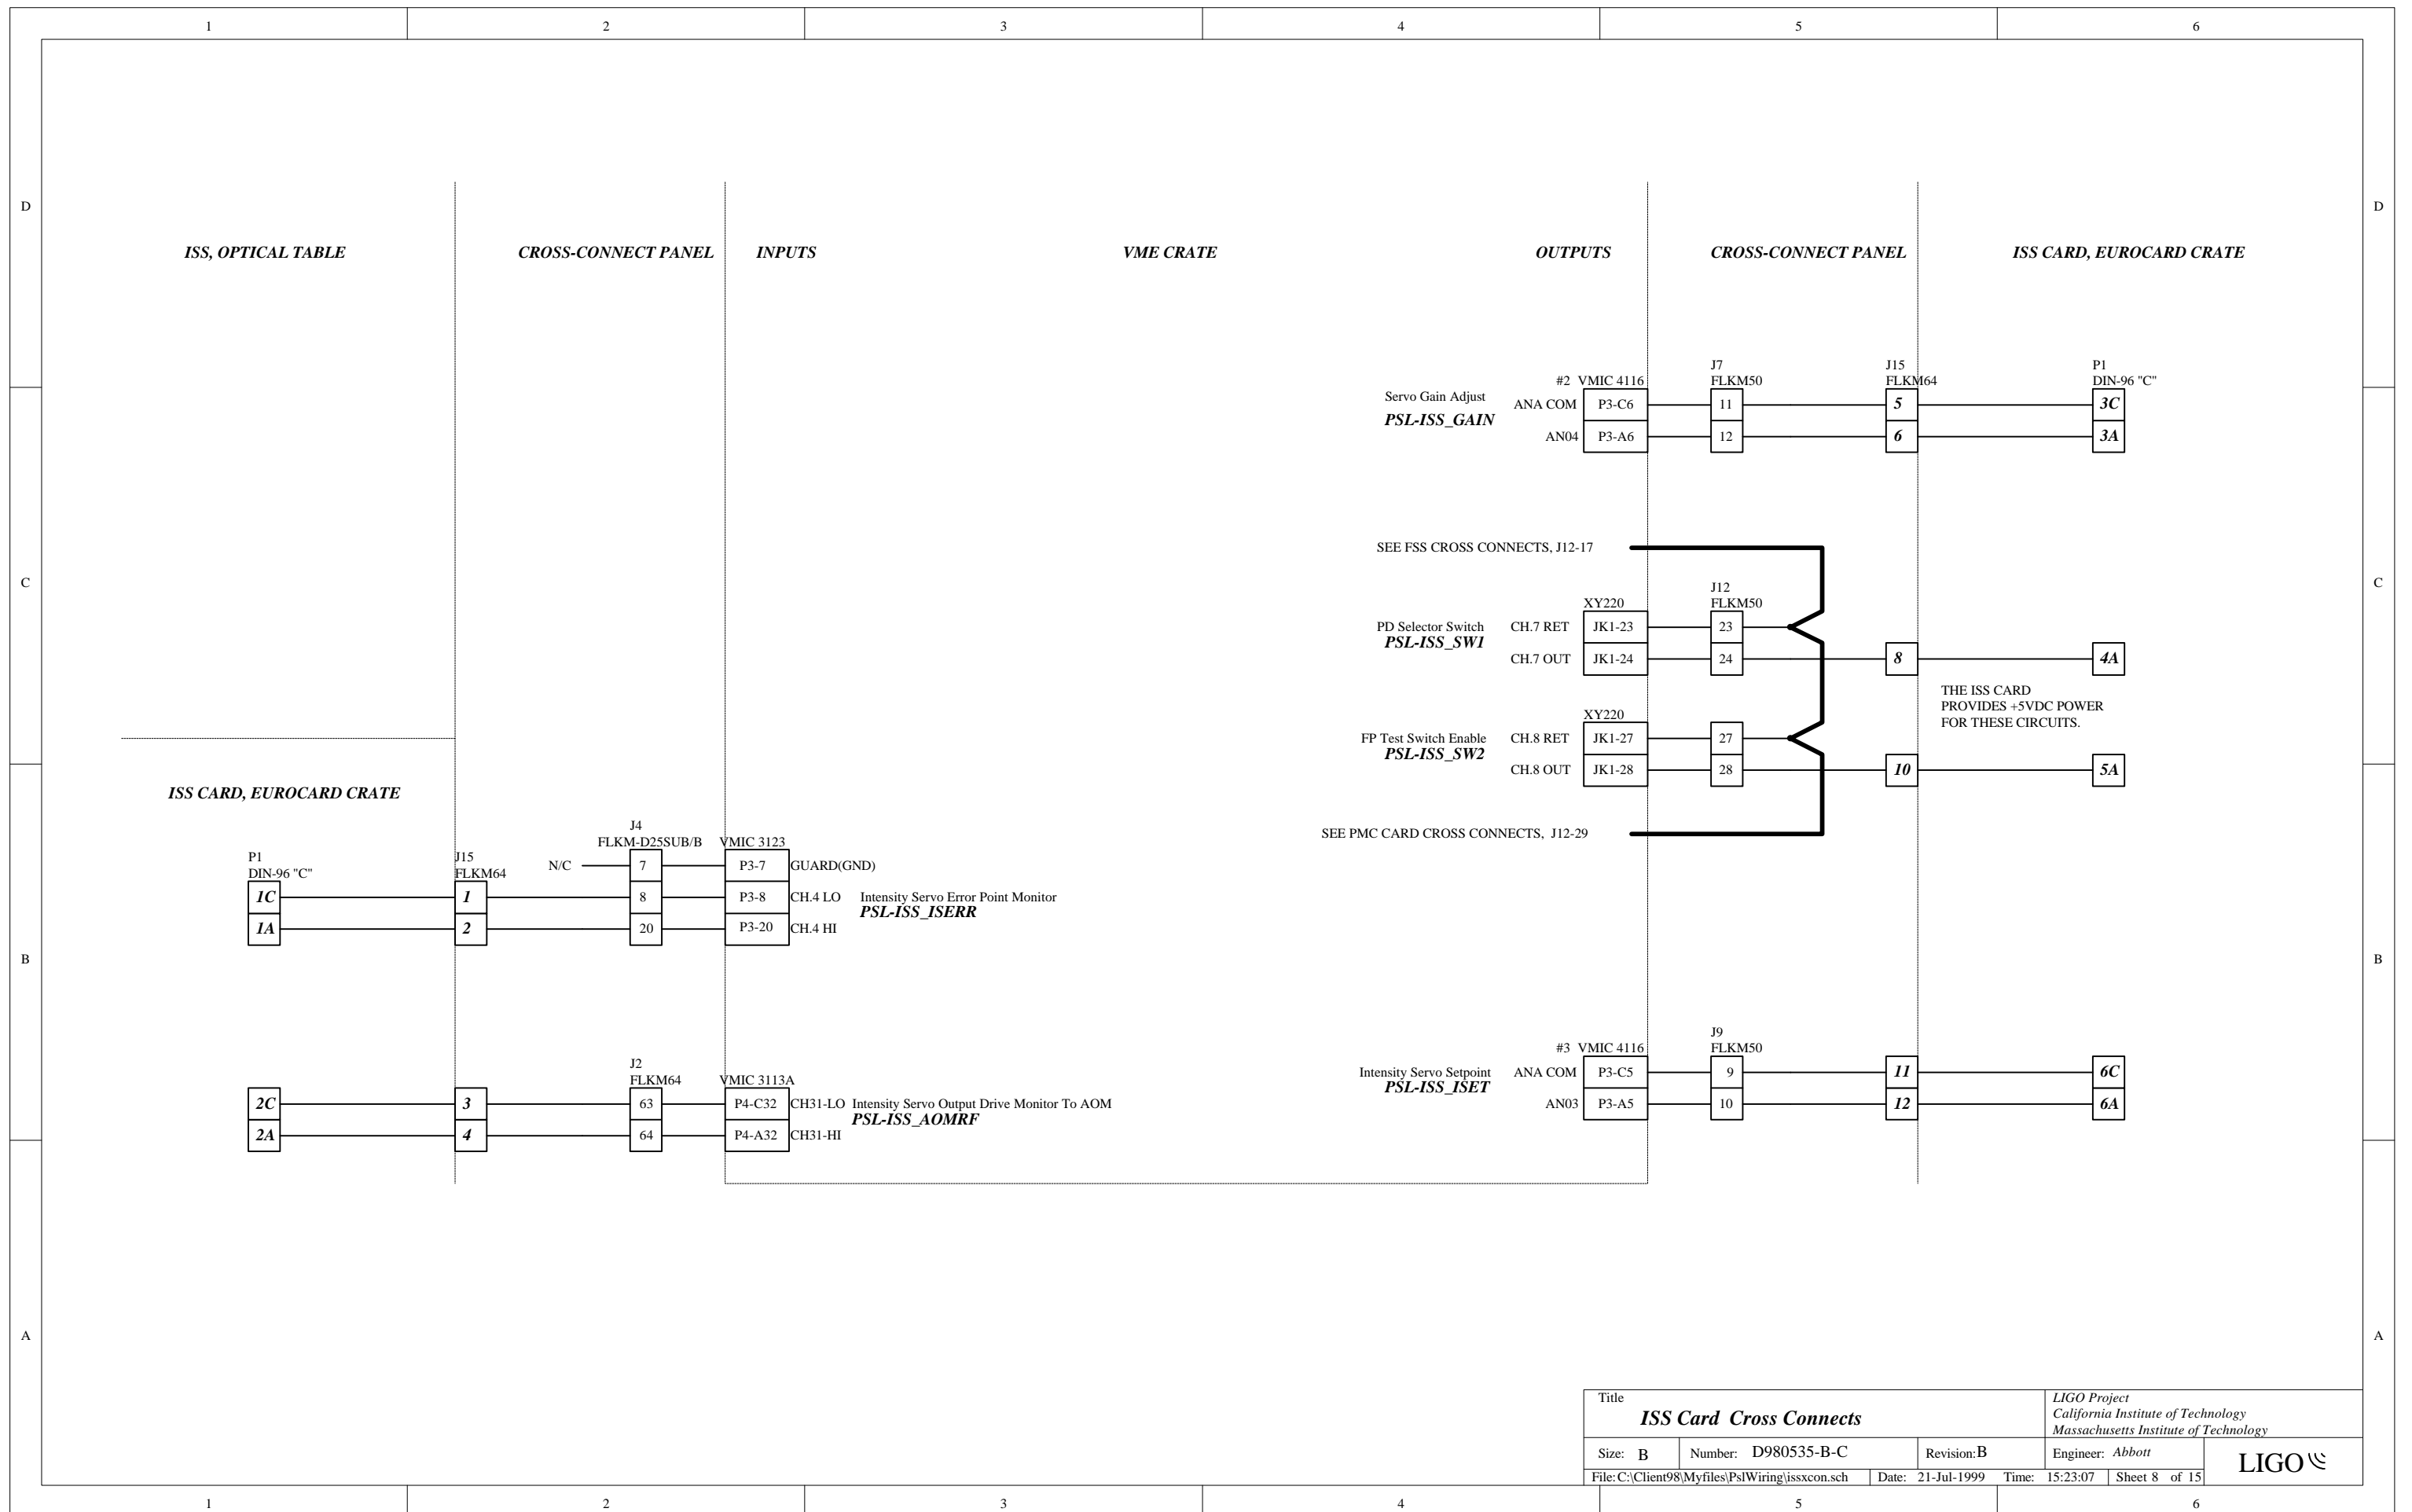 1 2 3 4 5 6
D D
ISS, OPTICAL TABLE CROSS-CONNECT PANEL INPUTS VME CRATE OUTPUTS CROSS-CONNECT PANEL ISS CARD, EUROCARD CRATE
J7 J15 P1
#2 VMIC 4116 FLKM50 FLKM64 DIN-96 "C"
Servo Gain Adjust ANA COM P3-C6 11 5 3C
PSL-ISS_GAIN
AN04 P3-A6 12 6 3A
SEE FSS CROSS CONNECTS, J12-17
C C
J12
XY220 FLKM50
PD Selector Switch CH.7 RET JK1-23 23
PSL-ISS_SW1
CH.7 OUT JK1-24 24 8 4A
THE ISS CARD
PROVIDES +5VDC POWER
FOR THESE CIRCUITS.
XY220
FP Test Switch Enable CH.8 RET JK1-27 27
PSL-ISS_SW2
CH.8 OUT JK1-28 28 10 5A
ISS CARD, EUROCARD CRATE
SEE PMC CARD CROSS CONNECTS, J12-29
J4
FLKM-D25SUB/B VMIC 3123
P1 J15 N/C 7 P3-7 GUARD(GND)
DIN-96 "C" FLKM64
1C 1 8 P3-8 CH.4 LO Intensity Servo Error Point Monitor
PSL-ISS_ISERR
1A 2 20 P3-20 CH.4 HI
B B
J9
#3 VMIC 4116 FLKM50
Intensity Servo Setpoint ANA COM P3-C5 9 11 6C
PSL-ISS_ISET
AN03 P3-A5 10 12 6A
J2
FLKM64 VMIC 3113A
2C 3 63 P4-C32 CH31-LO Intensity Servo Output Drive Monitor To AOM
PSL-ISS_AOMRF
2A 4 64 P4-A32 CH31-HI
A A
Title
ISS Card Cross Connects
LIGO Project
California Institute of Technology
Massachusetts Institute of Technology
Size: B Number: D980535-B-C Revision: B Engineer: Abbott
LIGO
File: C:\Client98\Myfiles\PslWiring\issxcon.sch Date: 21-Jul-1999 Time: 15:23:07 Sheet 8 of 15
1 2 3 4 5 6